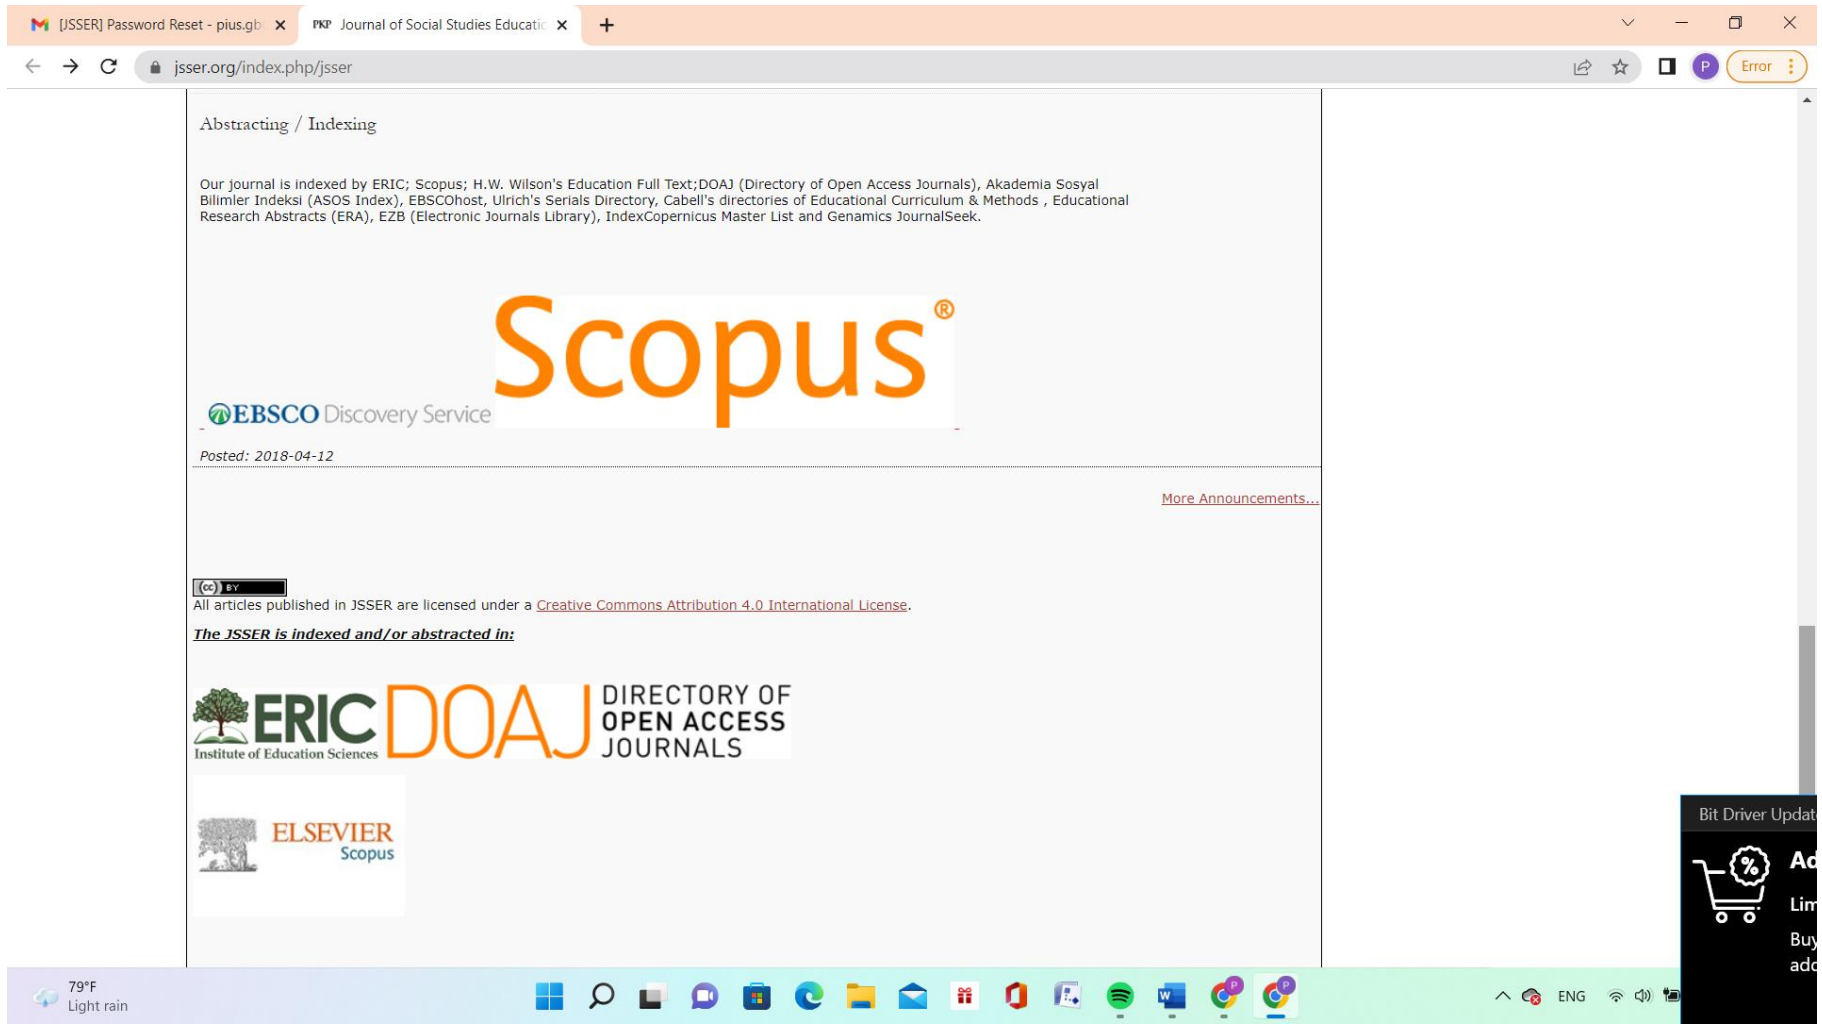 [JSSER] Password Reset - pius.gb
PKP Journal of Social Studies Educatio
jsser.org/index.php/jsser
P
Error
Abstracting / Indexing
Our journal is indexed by ERIC; Scopus; H.W. Wilson's Education Full Text;DOAJ (Directory of Open Access Journals), Akademia Sosyal
Bilimler Indeksi (ASOS Index), EBSCOhost, Ulrich's Serials Directory, Cabell's directories of Educational Curriculum & Methods , Educational
Research Abstracts (ERA), EZB (Electronic Journals Library), IndexCopernicus Master List and Genamics JournalSeek.
Scopus®
EBSCO Discovery Service
Posted: 2018-04-12
More Announcements...
(cc) BY
All articles published in JSSER are licensed under a Creative Commons Attribution 4.0 International License.
The JSSER is indexed and/or abstracted in:
ERIC
Institute of Education Sciences
DOAJ
DIRECTORY OF
OPEN ACCESS
JOURNALS
ELSEVIER
Scopus
Bit Driver Updat
%
Ad
Lim
Buy
add
79°F
Light rain
ENG